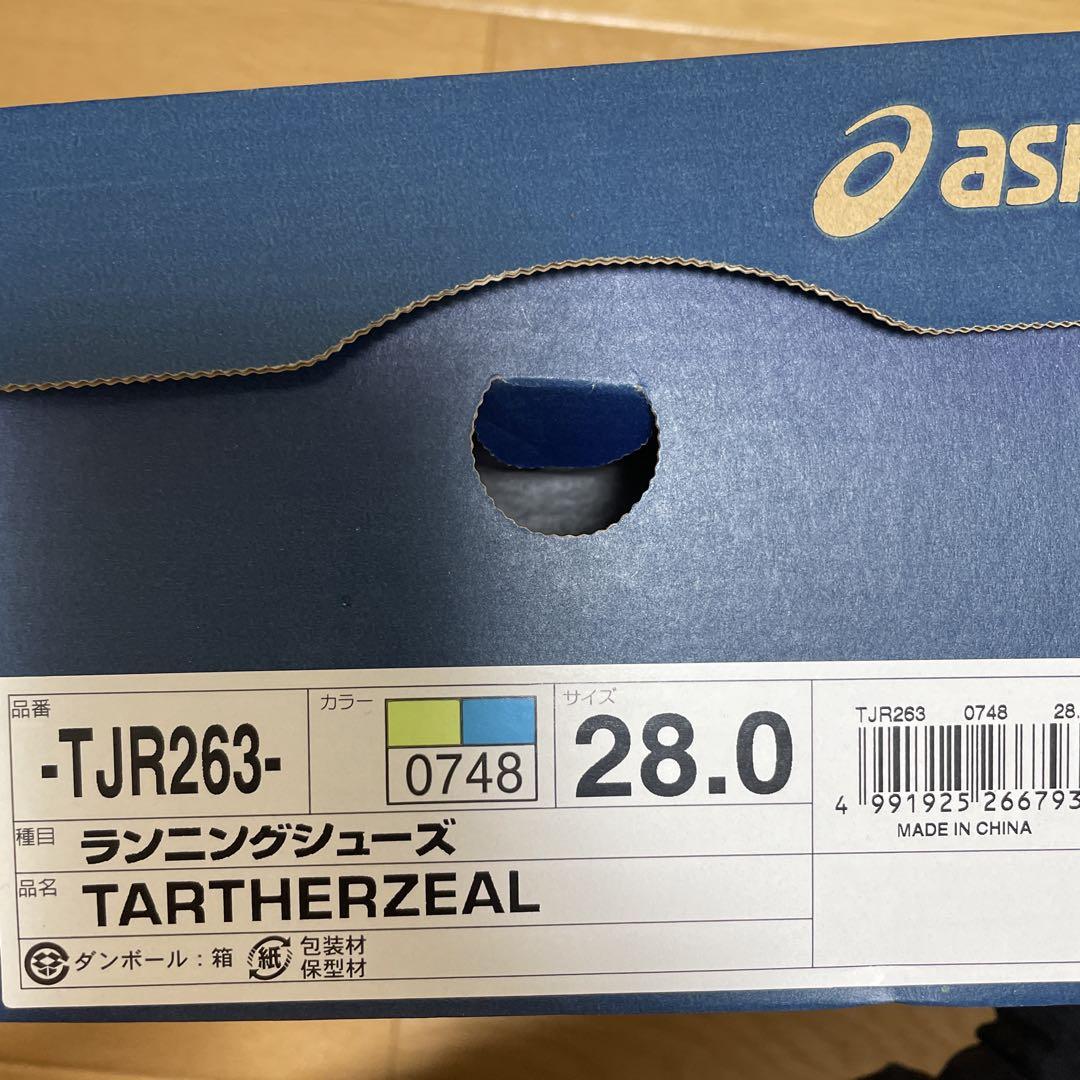 品番
-TJR263-
カラー
0748
サイズ
28.0
種目
ランニングシューズ
品名
TARTHERZEAL
ダンボール：箱
紙
包装材
保型材
TJR263 0748 28.
4 991925 266793
MADE IN CHINA